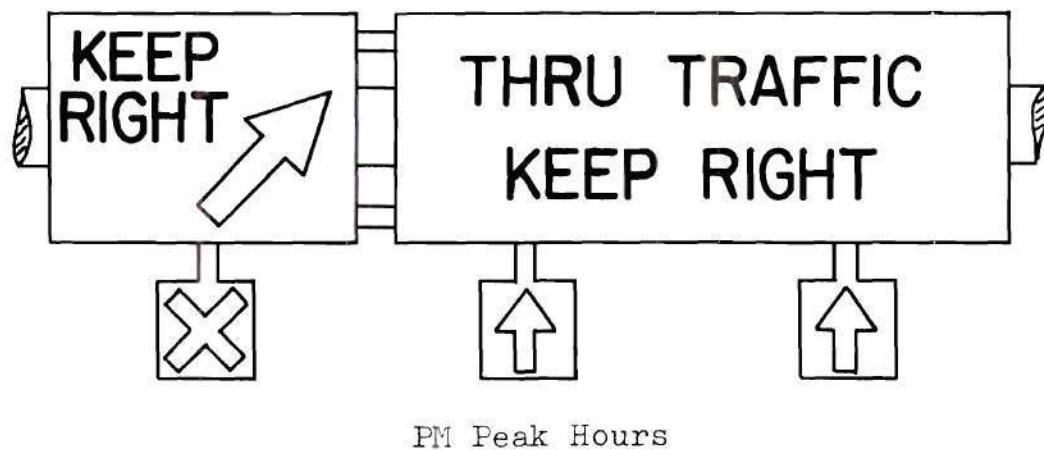 KEEP
RIGHT
THRU TRAFFIC
KEEP RIGHT
PM Peak Hours